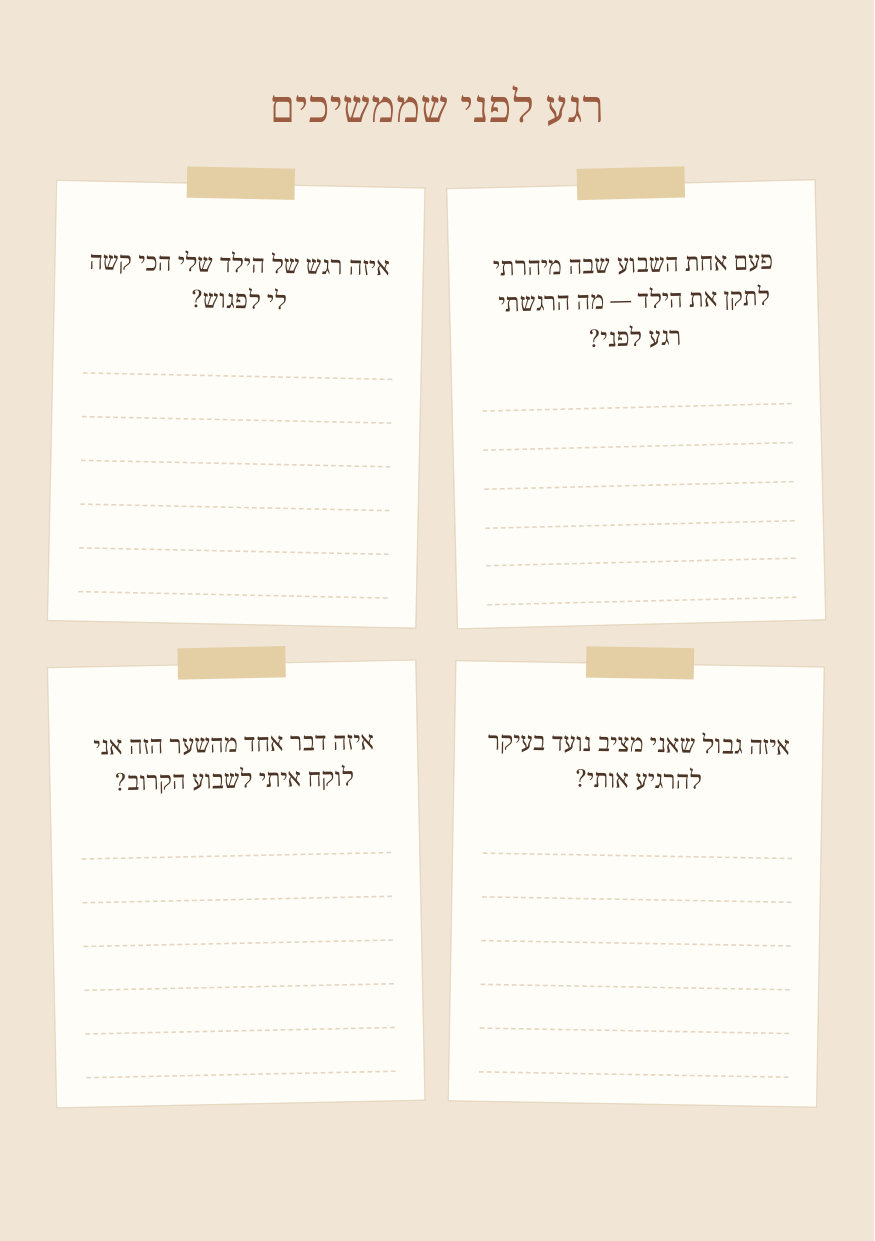 רגע לפני שממשיכים
פעם אחת השבוע שבה מיהרתי
לתקן את הילד — מה הרגשתי
רגע לפני?
איזה רגש של הילד שלי הכי קשה
לי לפגוש?
איזה גבול שאני מציב נועד בעיקר
להרגיע אותי?
איזה דבר אחד מהשער הזה אני
לוקח איתי לשבוע הקרוב?